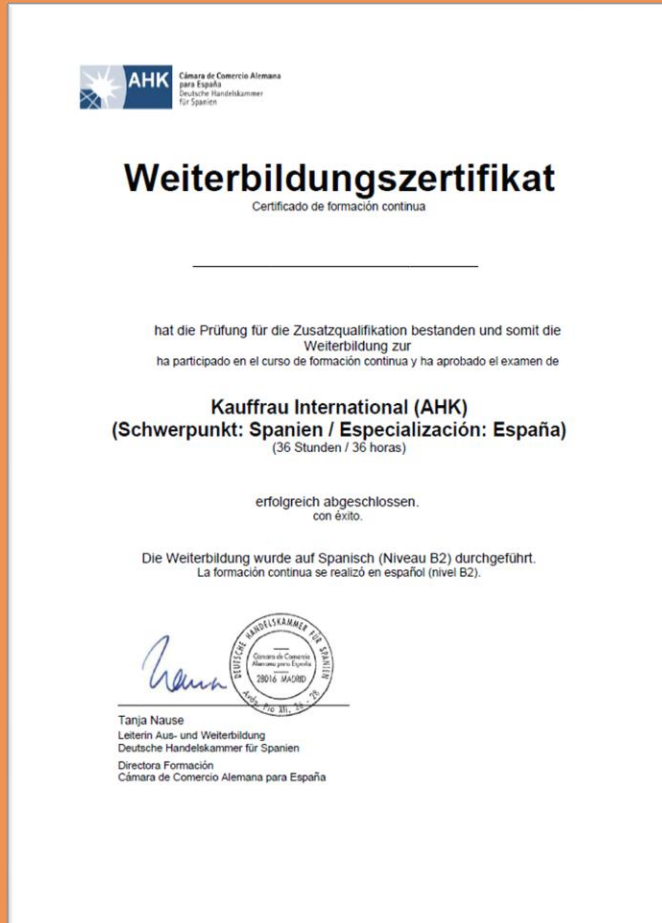 AHK
Cámara de Comercio Alemana
para España
Deutsche Handelskammer
für Spanien
Weiterbildungszertifikat
Certificado de formación continua
hat die Prüfung für die Zusatzqualifikation bestanden und somit die
Weiterbildung zur
ha participado en el curso de formación continua y ha aprobado el examen de
Kauffrau International (AHK)
(Schwerpunkt: Spanien / Especialización: España)
(36 Stunden / 36 horas)
erfolgreich abgeschlossen.
con éxito.
Die Weiterbildung wurde auf Spanisch (Niveau B2) durchgeführt.
La formación continua se realizó en español (nivel B2).
DEUTSCHE HANDELSKAMMER FÜR SPANIEN
Cámara de Comercio
Alemana para España
28016 MADRID
Avda. Pío XII, 26 - 28
Tanja Nause
Leiterin Aus- und Weiterbildung
Deutsche Handelskammer für Spanien
Directora Formación
Cámara de Comercio Alemana para España